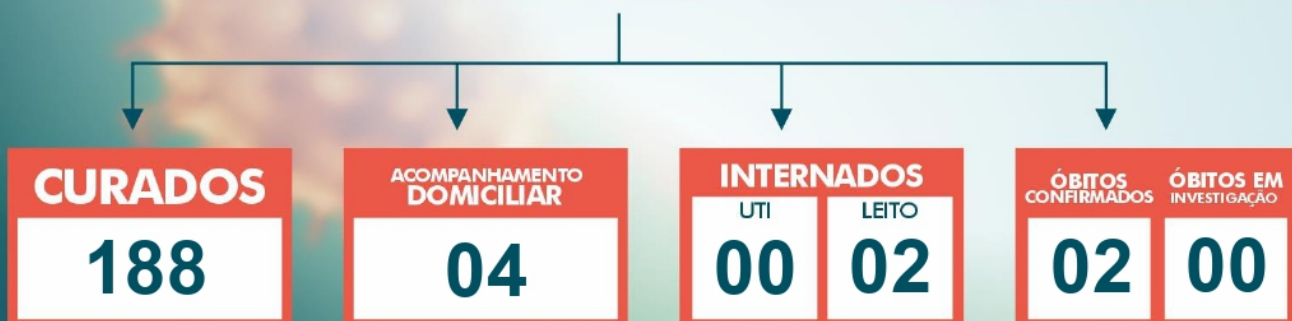 CURADOS
188
ACOMPANHAMENTO
DOMICILIAR
04
INTERNADOS
UTI
00
LEITO
02
ÓBITOS
CONFIRMADOS
02
ÓBITOS EM
INVESTIGAÇÃO
00